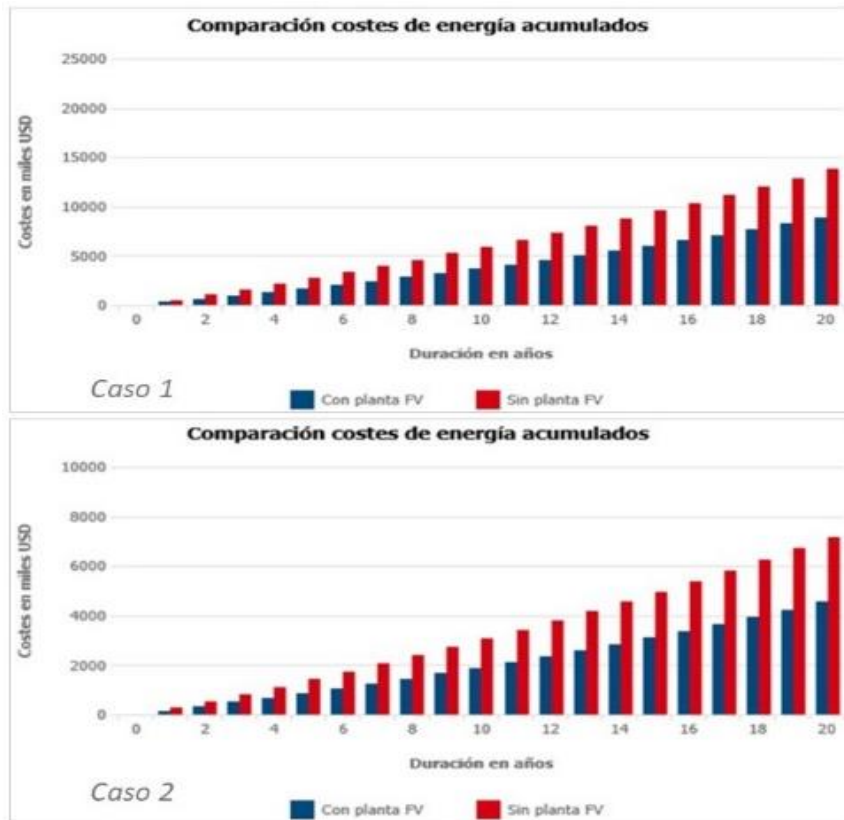 Comparación costes de energía acumulados
Costes en miles USD
25000
20000
15000
10000
5000
0
0 2 4 6 8 10 12 14 16 18 20
Duración en años
Caso 1
Con planta FV Sin planta FV
Comparación costes de energía acumulados
Costes en miles USD
10000
8000
6000
4000
2000
0
0 2 4 6 8 10 12 14 16 18 20
Duración en años
Caso 2
Con planta FV Sin planta FV